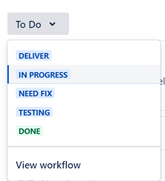 To Do
DELIVER
IN PROGRESS
NEED FIX
TESTING
DONE
View workflow